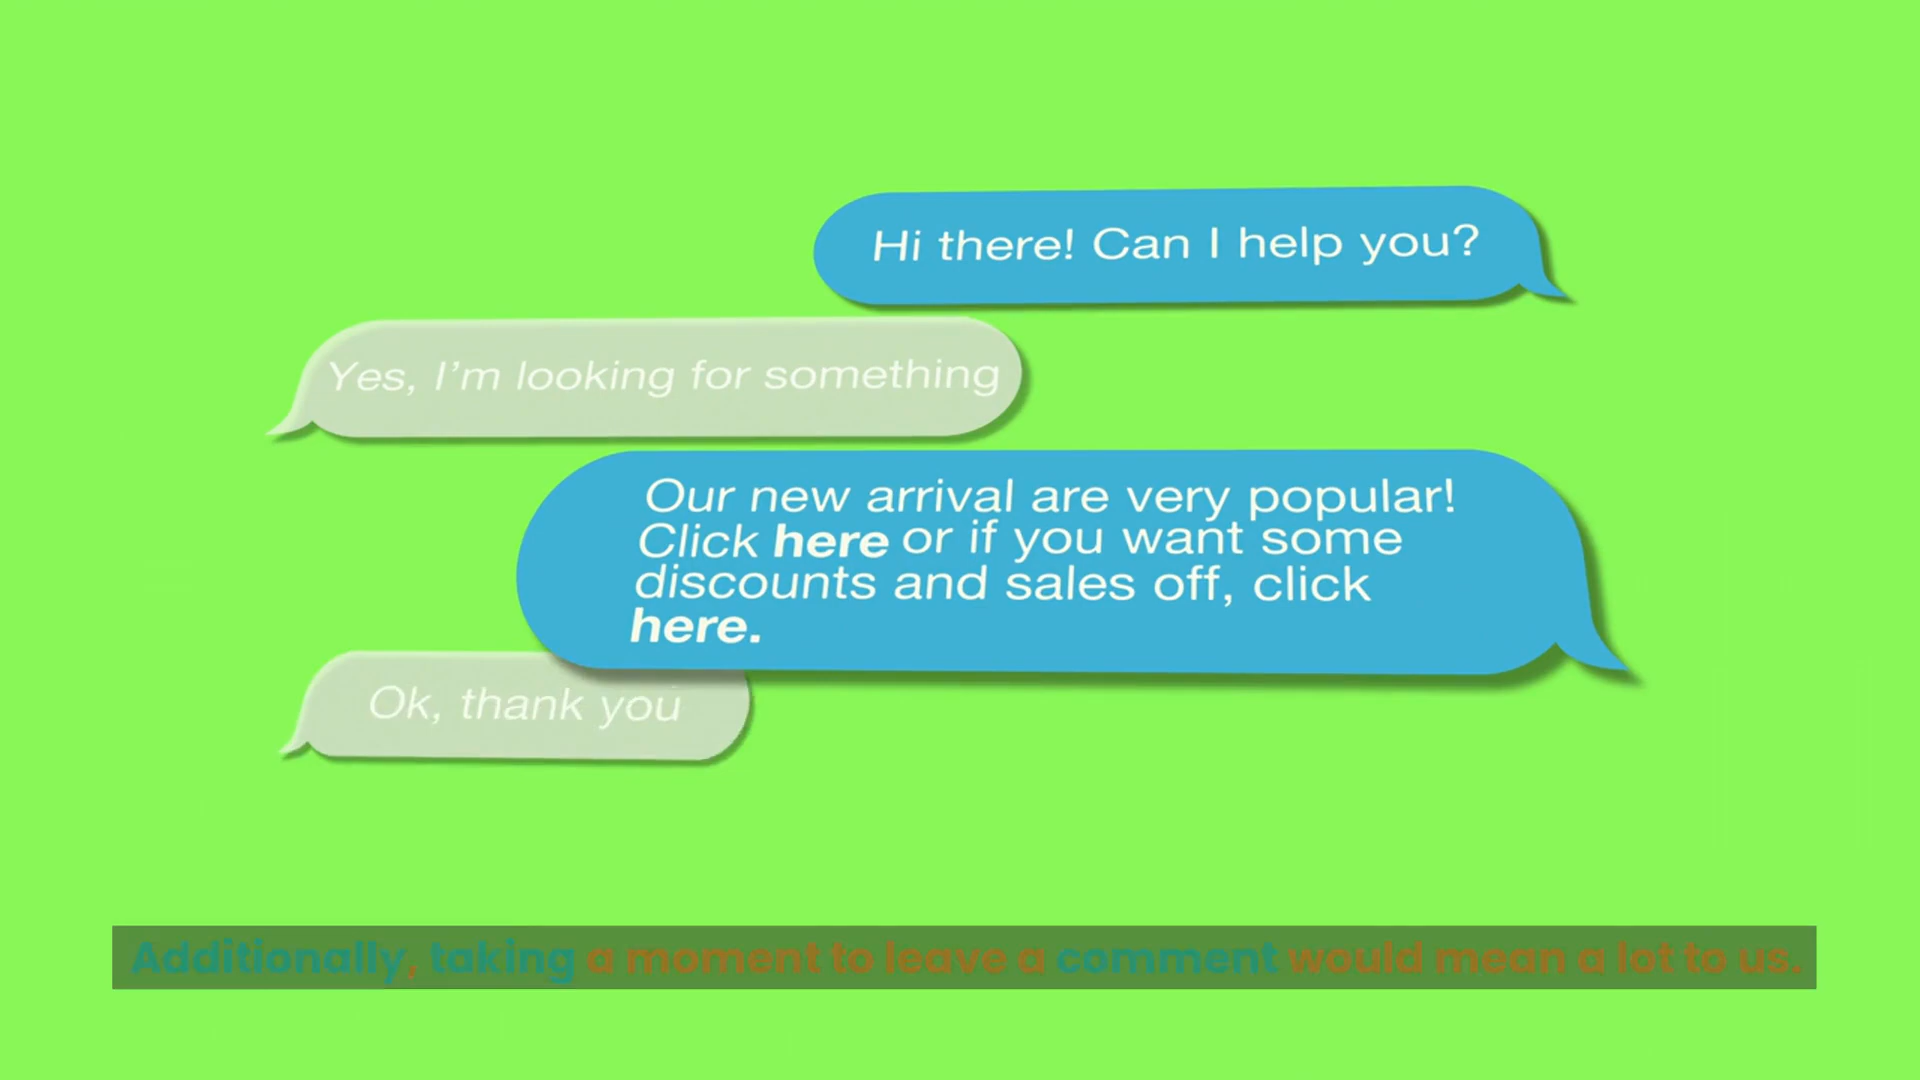 Hi there! Can I help you?
Yes, I'm looking for something
Our new arrival are very popular!
Click here or if you want some
discounts and sales off, click
here.
Ok, thank you
Additionally, taking a moment to leave a comment would mean a lot to us.